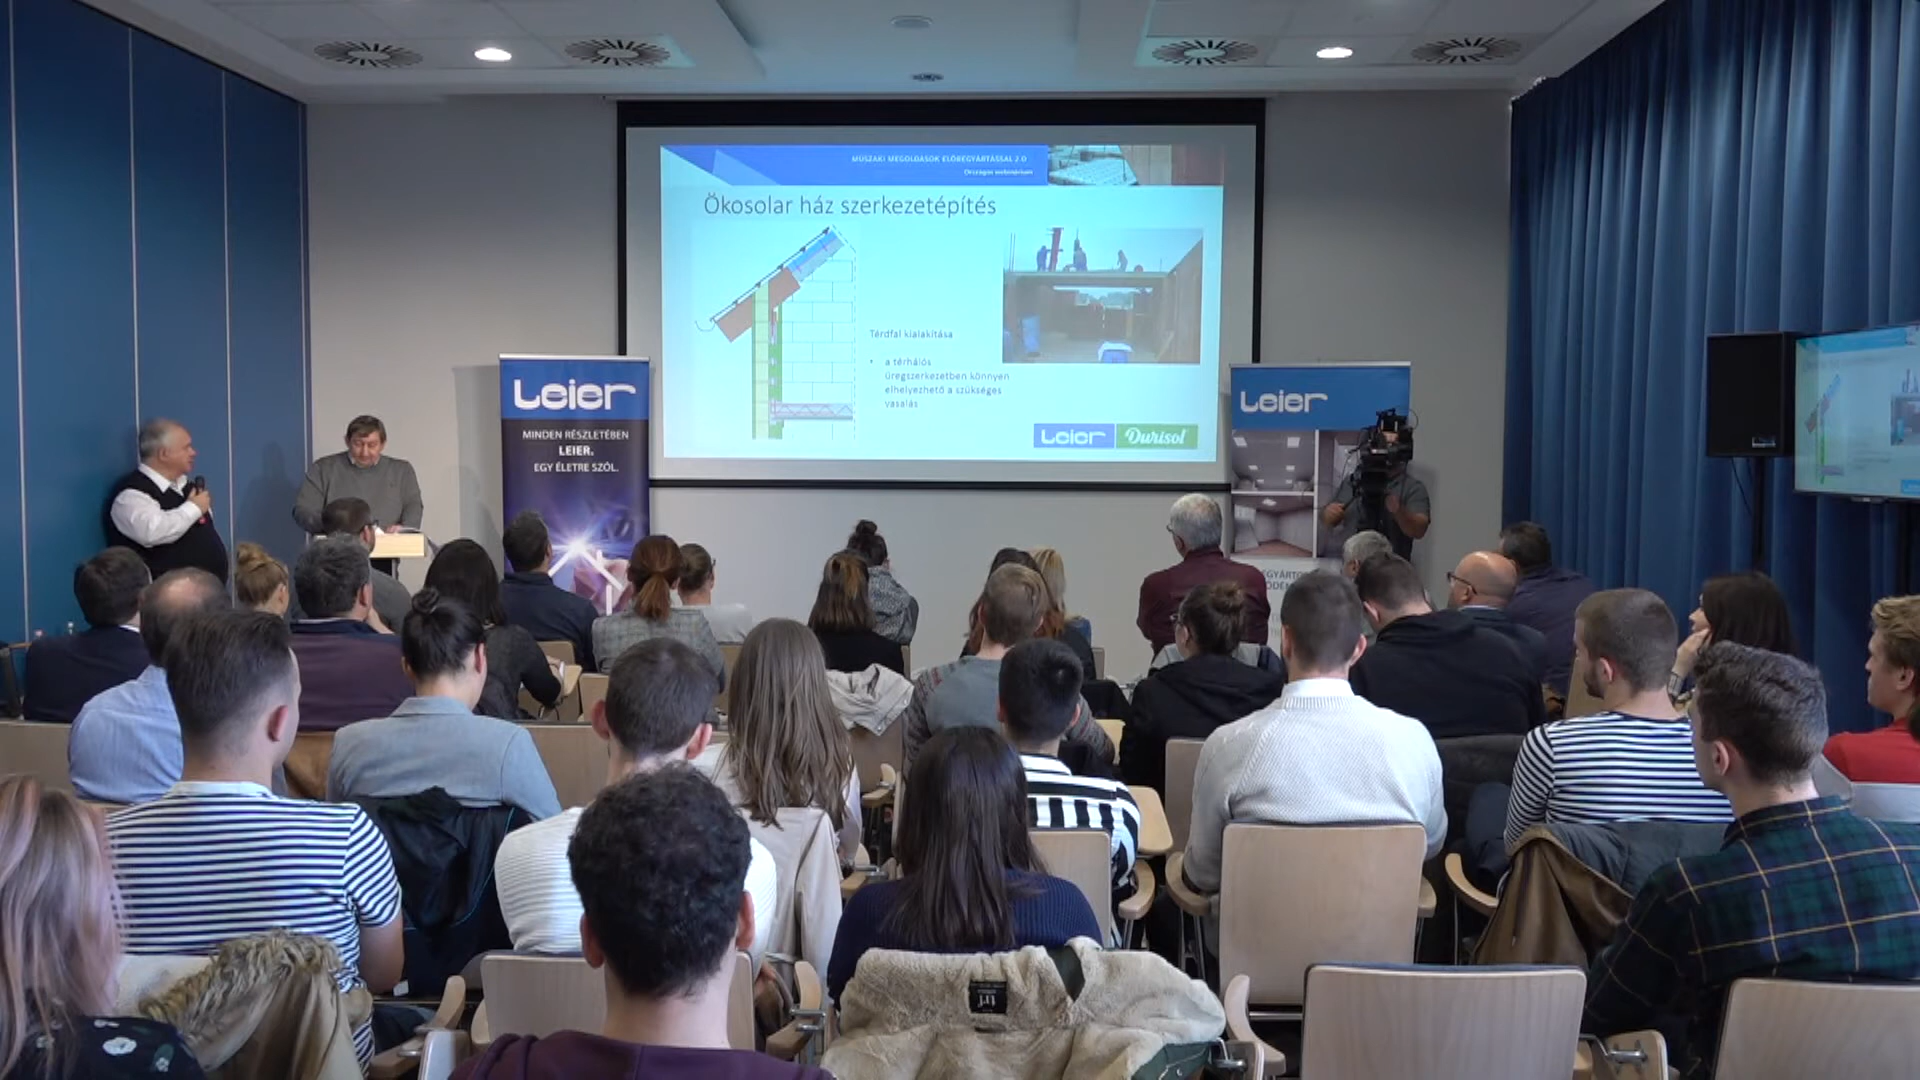 MŰSZAKI MEGOLDÁSOK ELŐREGYÁRTÁSSAL 2.0
Országos webinárium
Ökosolar ház szerkezetépítés
Térdfal kialakítása
• a térhálós
üregszerkezetben könnyen
elhelyezhető a szükséges
vasalás
Leier
Durisol
Leier
MINDEN RÉSZLETÉBEN
LEIER.
EGY ÉLETRE SZÓL.
Leier